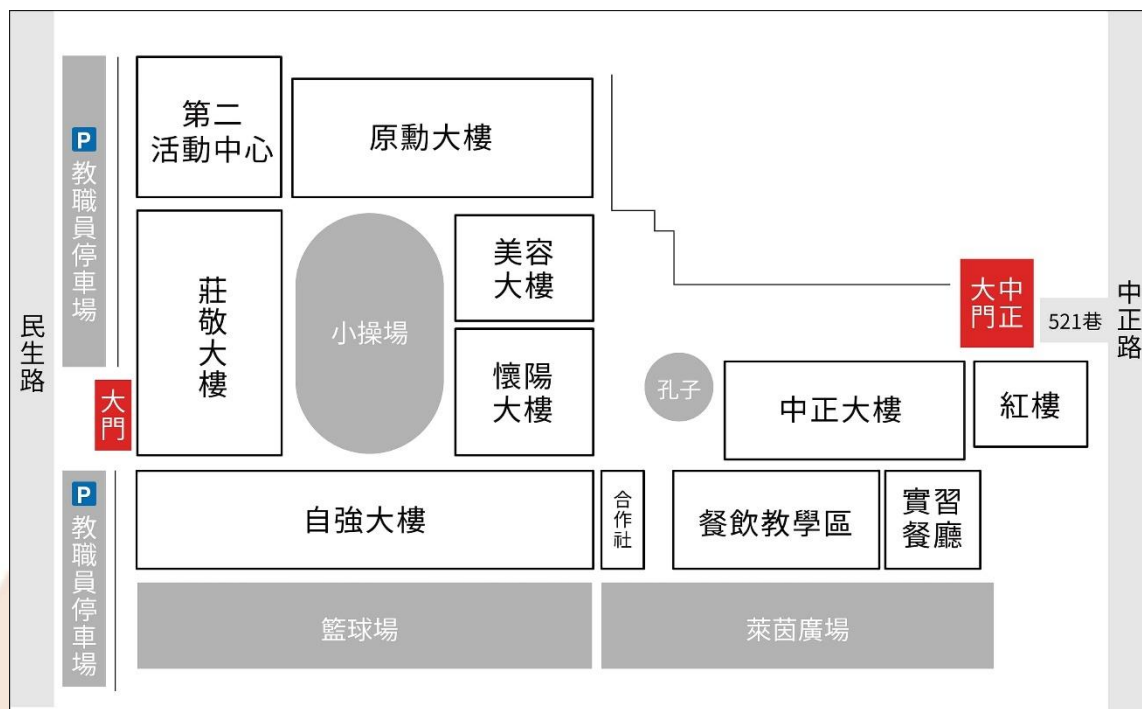 第二
活動中心
原勳大樓
P
教職員停車場
美容
大樓
莊敬大樓
小操場
中正
大門
521巷
中正路
民生路
懷陽
大樓
孔子
中正大樓
紅樓
大門
P
教職員停車場
自強大樓
合作社
餐飲教學區
實習
餐廳
籃球場
萊茵廣場